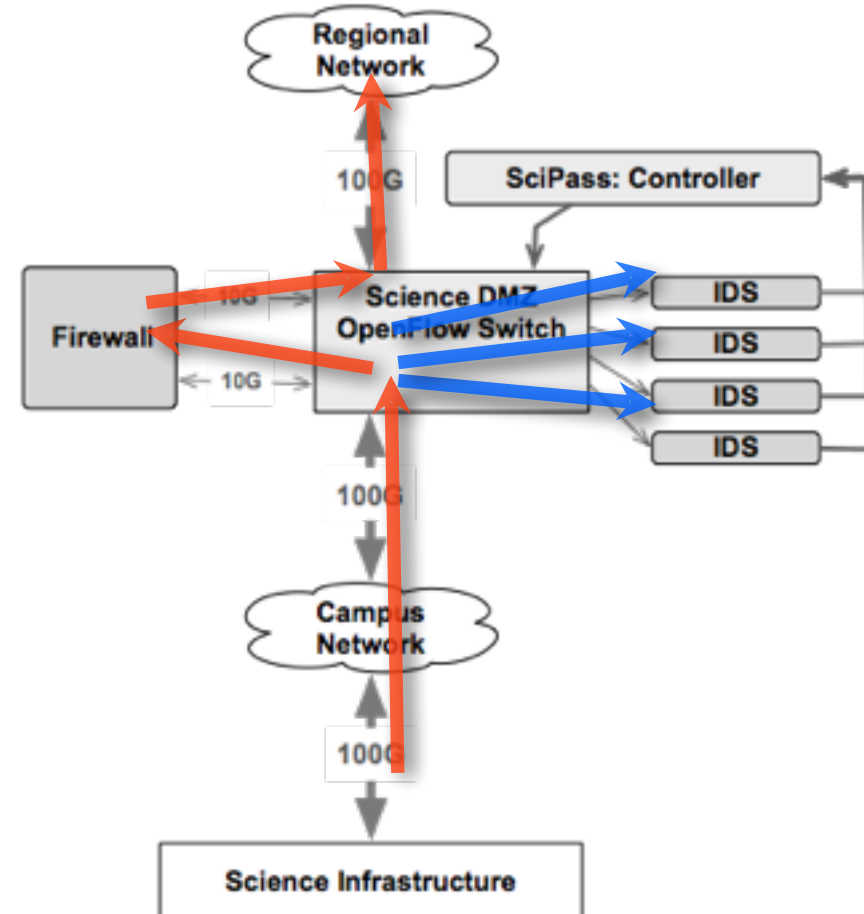 Regional
Network
100G
SciPass: Controller
10G
Science DMZ
OpenFlow Switch
IDS
Firewall
IDS
10G
IDS
IDS
100G
Campus
Network
100G
Science Infrastructure